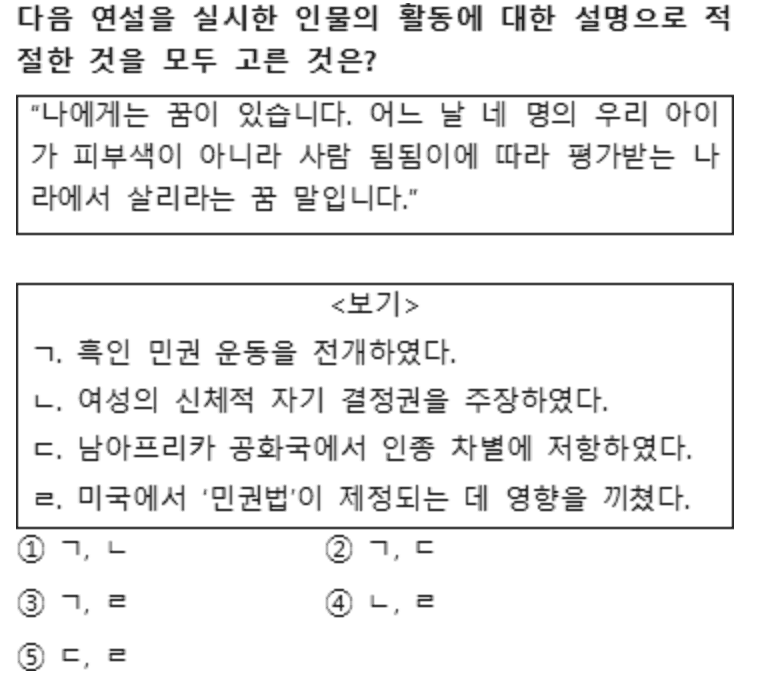 다음 연설을 실시한 인물의 활동에 대한 설명으로 적
절한 것을 모두 고른 것은?
"나에게는 꿈이 있습니다. 어느 날 네 명의 우리 아이
가 피부색이 아니라 사람 됨됨이에 따라 평가받는 나
라에서 살리라는 꿈 말입니다."
<보기>
ㄱ. 흑인 민권 운동을 전개하였다.
ㄴ. 여성의 신체적 자기 결정권을 주장하였다.
ㄷ. 남아프리카 공화국에서 인종 차별에 저항하였다.
ㄹ. 미국에서 '민권법'이 제정되는 데 영향을 끼쳤다.
① ㄱ, ㄴ ② ㄱ, ㄷ
③ ㄱ, ㄹ ④ ㄴ, ㄹ
⑤ ㄷ, ㄹ